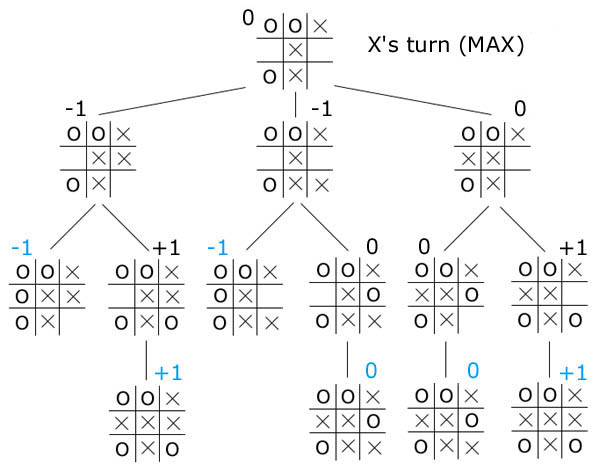 0 O O ×
X's turn (MAX)
×
O ×
-1 -1 0
O O × O O × O O ×
× × × × ×
O × O × × O ×
-1 +1 -1 0 0 +1
O O × O O × O O × O O × O O × O O ×
O × × × × O × × O × × O × ×
O × O × O O × × O × × O × O × O
+1 0 0 +1
O O × O O × O O × O O ×
× × × × × O × × O × × ×
O × O O × × O × × O × O